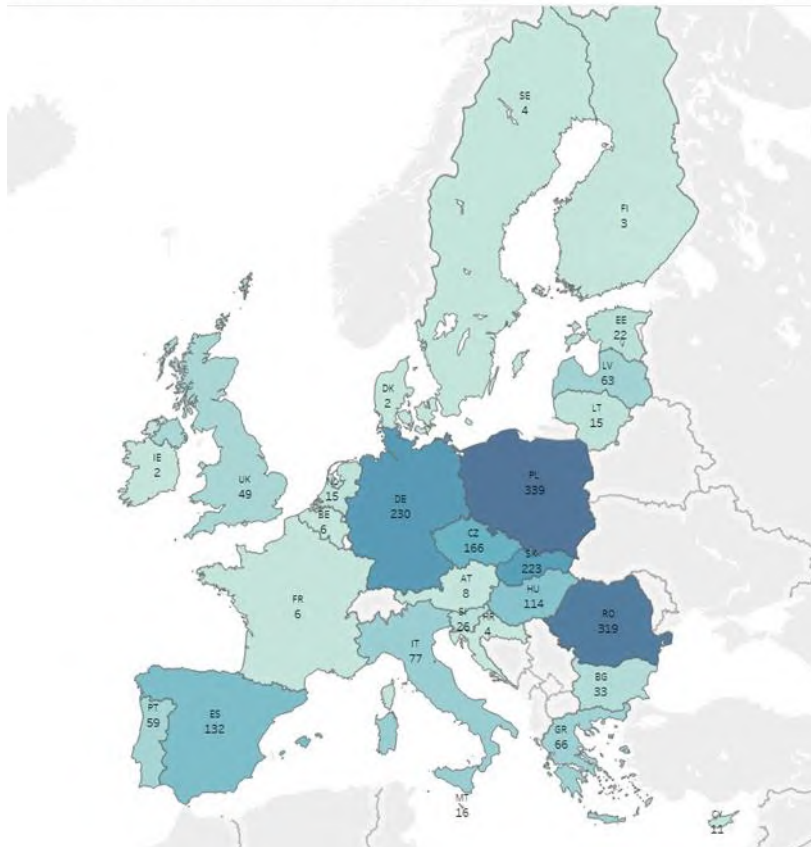 SE
4
FI
3
EE
22
LV
63
LT
15
DK
2
IE
2
UK
49
15
BE
6
DE
230
PL
339
CZ
166
SK
223
AT
8
HU
114
FR
6
SI
26
HR
4
RO
319
IT
77
BG
33
PT
59
ES
132
GR
66
MT
16
11